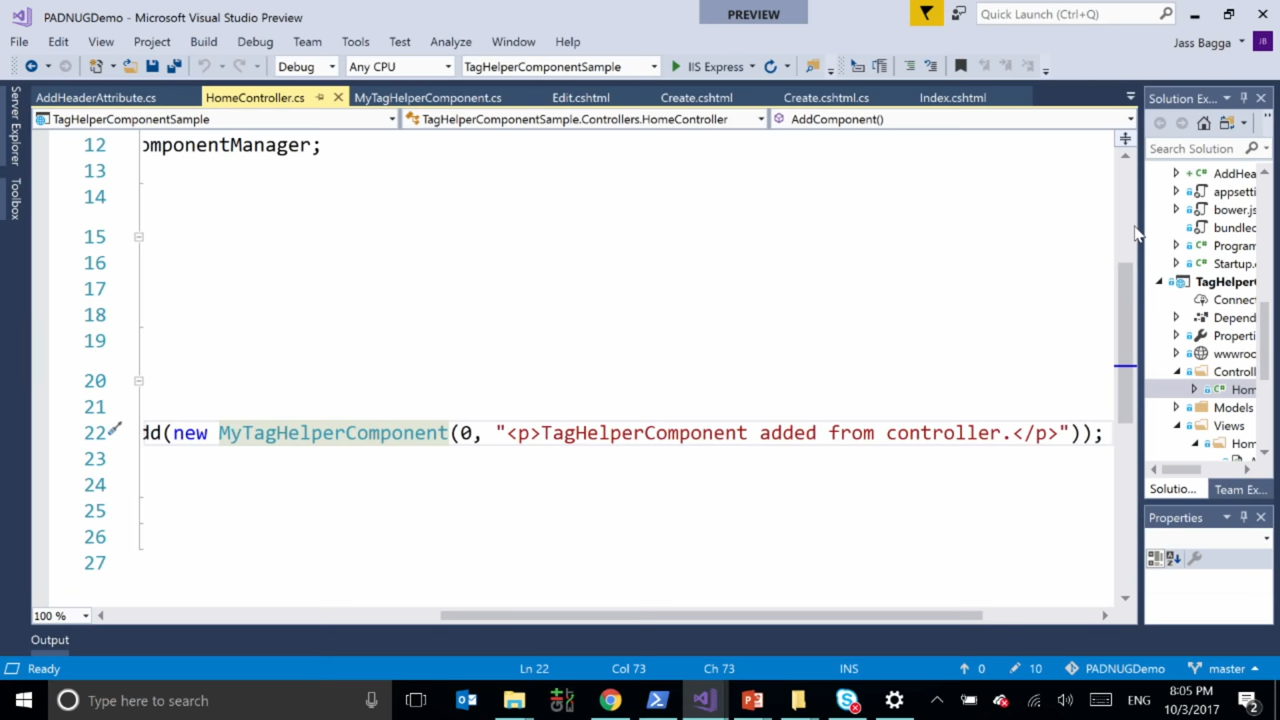 PADNUGDemo - Microsoft Visual Studio Preview
PREVIEW
Quick Launch (Ctrl+Q)
File Edit View Project Build Debug Team Tools Test Analyze Window Help
Jass Bagga JB
Debug Any CPU TagHelperComponentSample IIS Express
Server Explorer
Toolbox
AddHeaderAttribute.cs HomeController.cs MyTagHelperComponent.cs Edit.cshtml Create.cshtml Create.cshtml.cs Index.cshtml
TagHelperComponentSample TagHelperComponentSample.Controllers.HomeController AddComponent()
12 omponentManager;
13
14
15
16
17
18
19
20
21
22 dd(new MyTagHelperComponent(0, "<p>TagHelperComponent added from controller.</p>"));
23
24
25
26
27
100 %
Solution Ex...
Search Solution
+ C# AddHea
appsetti
bower.js
bundlec
C# Program
C# Startup.
TagHelper
Connec
Depend
Properti
wwwroo
Controll
C# Hom
Models
Views
Hom
Solutio... Team Ex...
Properties
Output
Ready Ln 22 Col 73 Ch 73 INS 0 10 PADNUGDemo master
Type here to search
ENG
8:05 PM
10/3/2017
2